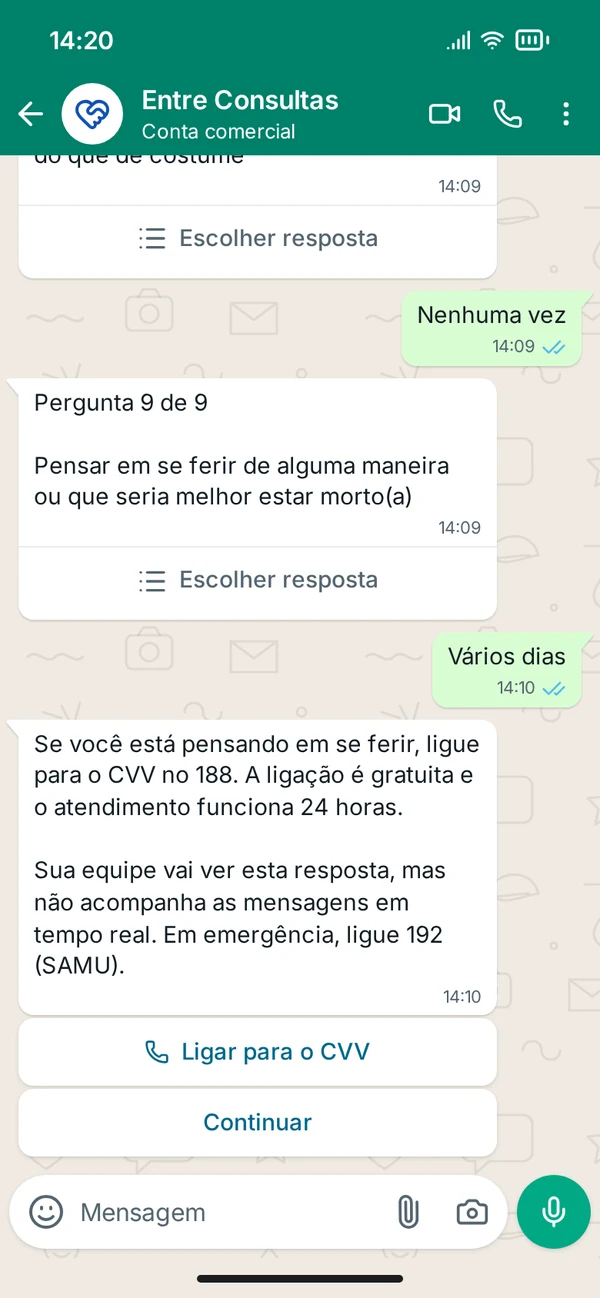 14:20
Entre Consultas
Conta comercial
do que de costume
14:09
Escolher resposta
Nenhuma vez
14:09
Pergunta 9 de 9
Pensar em se ferir de alguma maneira
ou que seria melhor estar morto(a)
14:09
Escolher resposta
Vários dias
14:10
Se você está pensando em se ferir, ligue
para o CVV no 188. A ligação é gratuita e
o atendimento funciona 24 horas.
Sua equipe vai ver esta resposta, mas
não acompanha as mensagens em
tempo real. Em emergência, ligue 192
(SAMU).
14:10
Ligar para o CVV
Continuar
Mensagem